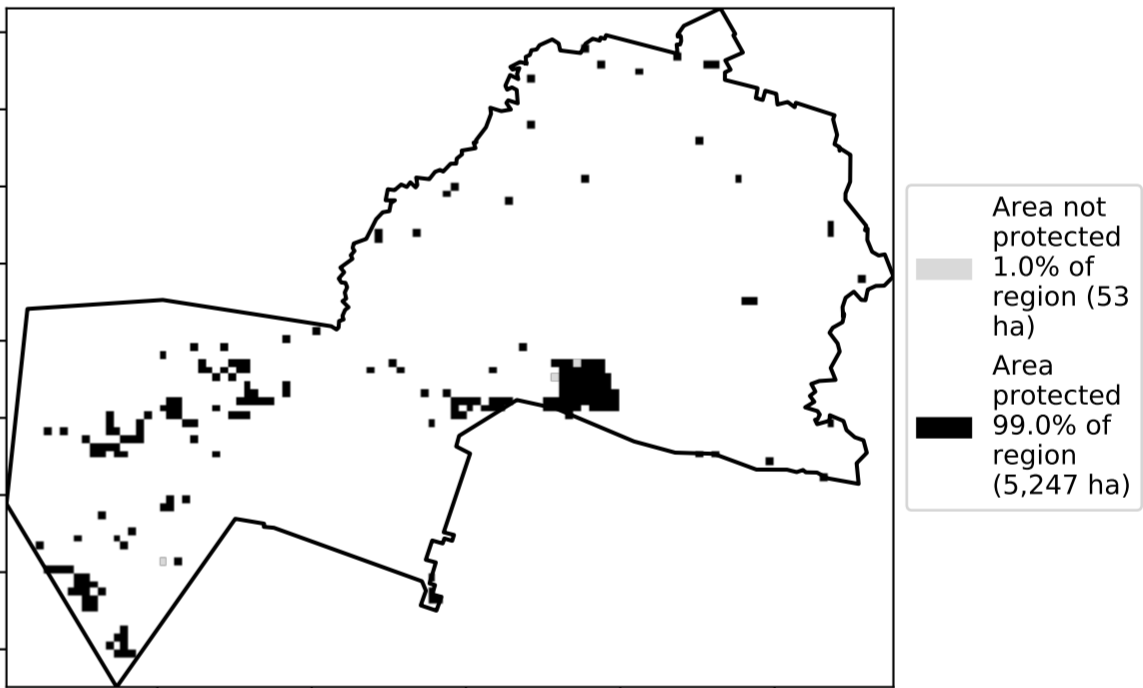 Area not
protected
1.0% of
region (53
ha)
Area
protected
99.0% of
region
(5,247 ha)